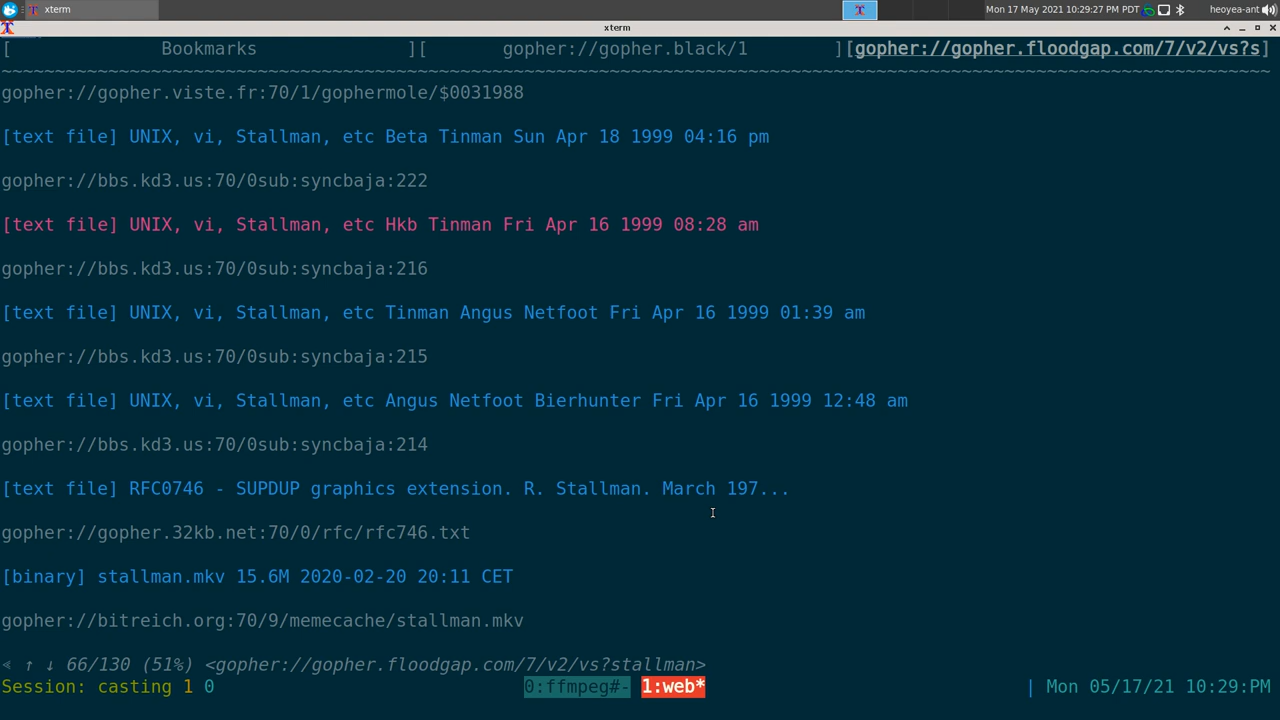 xterm
Mon 17 May 2021 10:29:27 PM PDT
heoyea-ant
xterm
[ Bookmarks ][ gopher://gopher.black/1 ][gopher://gopher.floodgap.com/7/v2/vs?s]
~~~~~~~~~~~~~~~~~~~~~~~~~~~~~~~~~~~~~~~~~~~~~~~~~~~~~~~~~~~~~~~~~~~~~~~~~~~~~~~~~~~~~~~~~~~~~~~~~~~~~~~~~~~~~~~~~~~~~~~
gopher://gopher.viste.fr:70/1/gophermole/$0031988
[text file] UNIX, vi, Stallman, etc Beta Tinman Sun Apr 18 1999 04:16 pm
gopher://bbs.kd3.us:70/0sub:syncbaja:222
[text file] UNIX, vi, Stallman, etc Hkb Tinman Fri Apr 16 1999 08:28 am
gopher://bbs.kd3.us:70/0sub:syncbaja:216
[text file] UNIX, vi, Stallman, etc Tinman Angus Netfoot Fri Apr 16 1999 01:39 am
gopher://bbs.kd3.us:70/0sub:syncbaja:215
[text file] UNIX, vi, Stallman, etc Angus Netfoot Bierhunter Fri Apr 16 1999 12:48 am
gopher://bbs.kd3.us:70/0sub:syncbaja:214
[text file] RFC0746 - SUPDUP graphics extension. R. Stallman. March 197...
gopher://gopher.32kb.net:70/0/rfc/rfc746.txt
[binary] stallman.mkv 15.6M 2020-02-20 20:11 CET
gopher://bitreich.org:70/9/memecache/stallman.mkv
⪡ ↑ ↓ 66/130 (51%) <gopher://gopher.floodgap.com/7/v2/vs?stallman>
Session: casting 1 0 0:ffmpeg#- 1:web* | Mon 05/17/21 10:29:PM